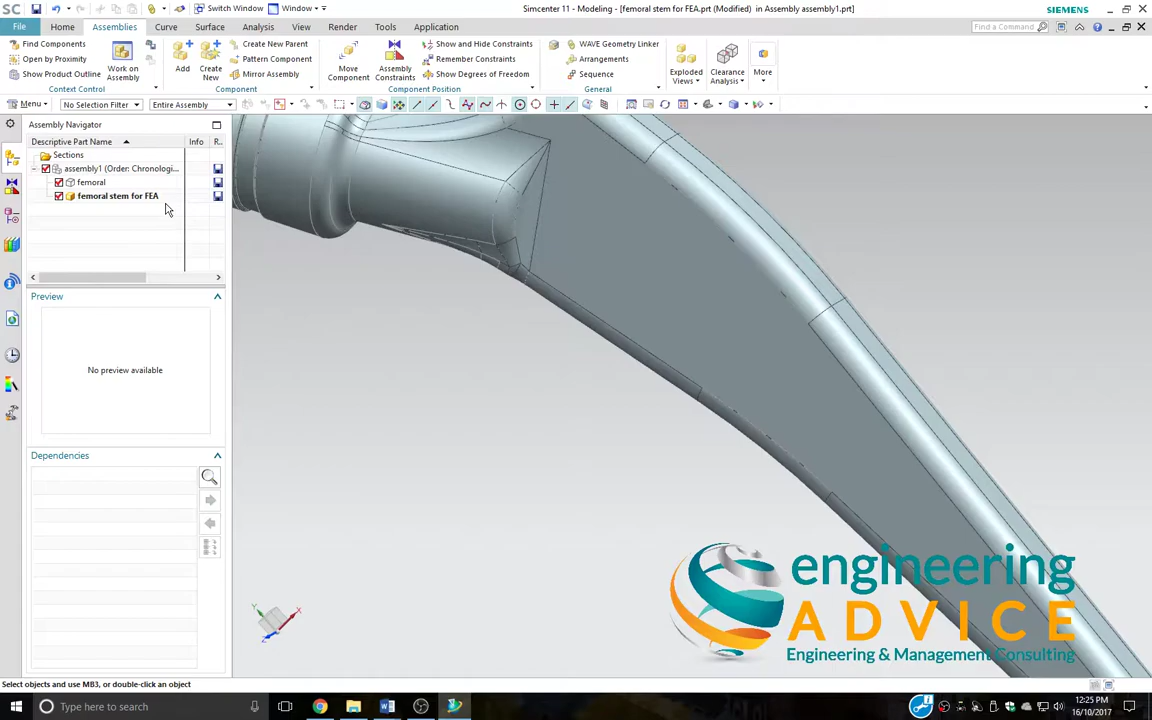 Switch Window
Window
Simcenter 11 - Modeling - [femoral stem for FEA.prt (Modified) in Assembly assembly1.prt]
SIEMENS
File
Home
Assemblies
Curve
Surface
Analysis
View
Render
Tools
Application
Find a Command
Find Components
Open by Proximity
Show Product Outline
Work on Assembly
Context Control
Add
Create New
Create New Parent
Pattern Component
Mirror Assembly
Component
Move Component
Assembly Constraints
Show and Hide Constraints
Remember Constraints
Show Degrees of Freedom
Component Position
WAVE Geometry Linker
Arrangements
Sequence
General
Exploded Views
Clearance Analysis
More
Menu
No Selection Filter
Entire Assembly
Assembly Navigator
Descriptive Part Name
Info
R...
Sections
assembly1 (Order: Chronologi...
femoral
femoral stem for FEA
Preview
No preview available
Dependencies
Y
X
Z
engineering
ADVICE
Engineering & Management Consulting
Select objects and use MB3, or double-click an object
Type here to search
12:25 PM
16/10/2017